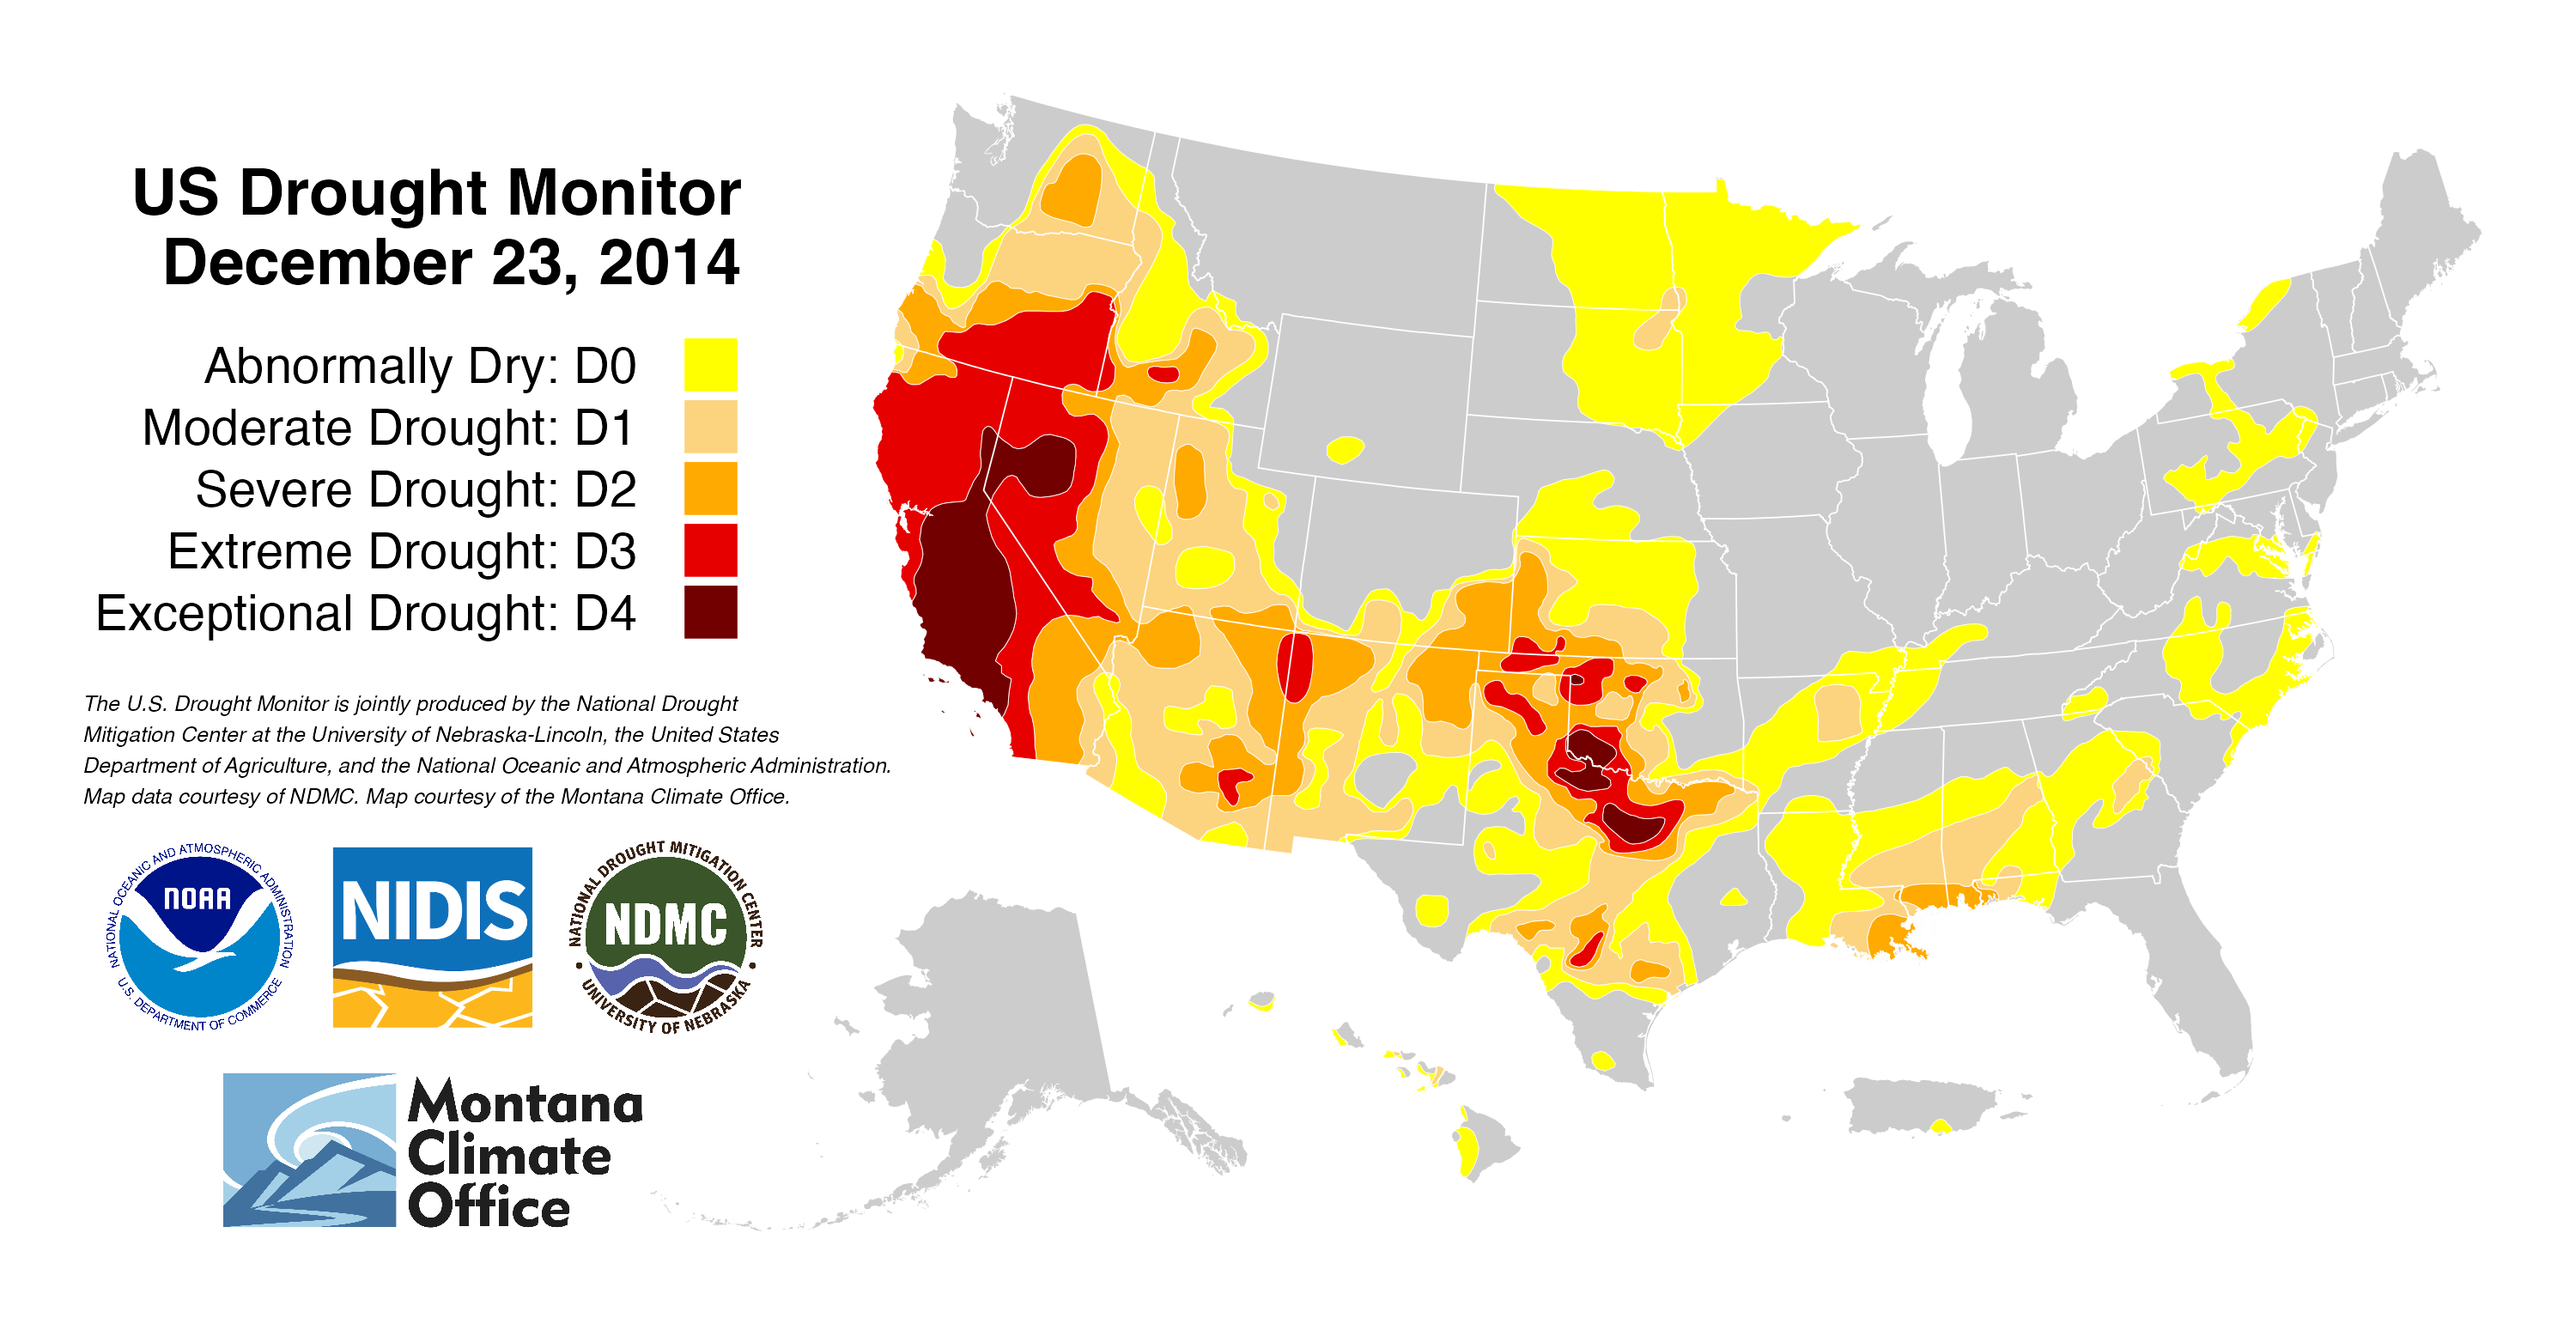 US Drought Monitor
December 23, 2014
Abnormally Dry: D0
Moderate Drought: D1
Severe Drought: D2
Extreme Drought: D3
Exceptional Drought: D4
The U.S. Drought Monitor is jointly produced by the National Drought
Mitigation Center at the University of Nebraska-Lincoln, the United States
Department of Agriculture, and the National Oceanic and Atmospheric Administration.
Map data courtesy of NDMC. Map courtesy of the Montana Climate Office.
NATIONAL OCEANIC AND ATMOSPHERIC ADMINISTRATION
NOAA
U.S. DEPARTMENT OF COMMERCE
NIDIS
NATIONAL DROUGHT MITIGATION CENTER
NDMC
UNIVERSITY OF NEBRASKA
Montana
Climate
Office